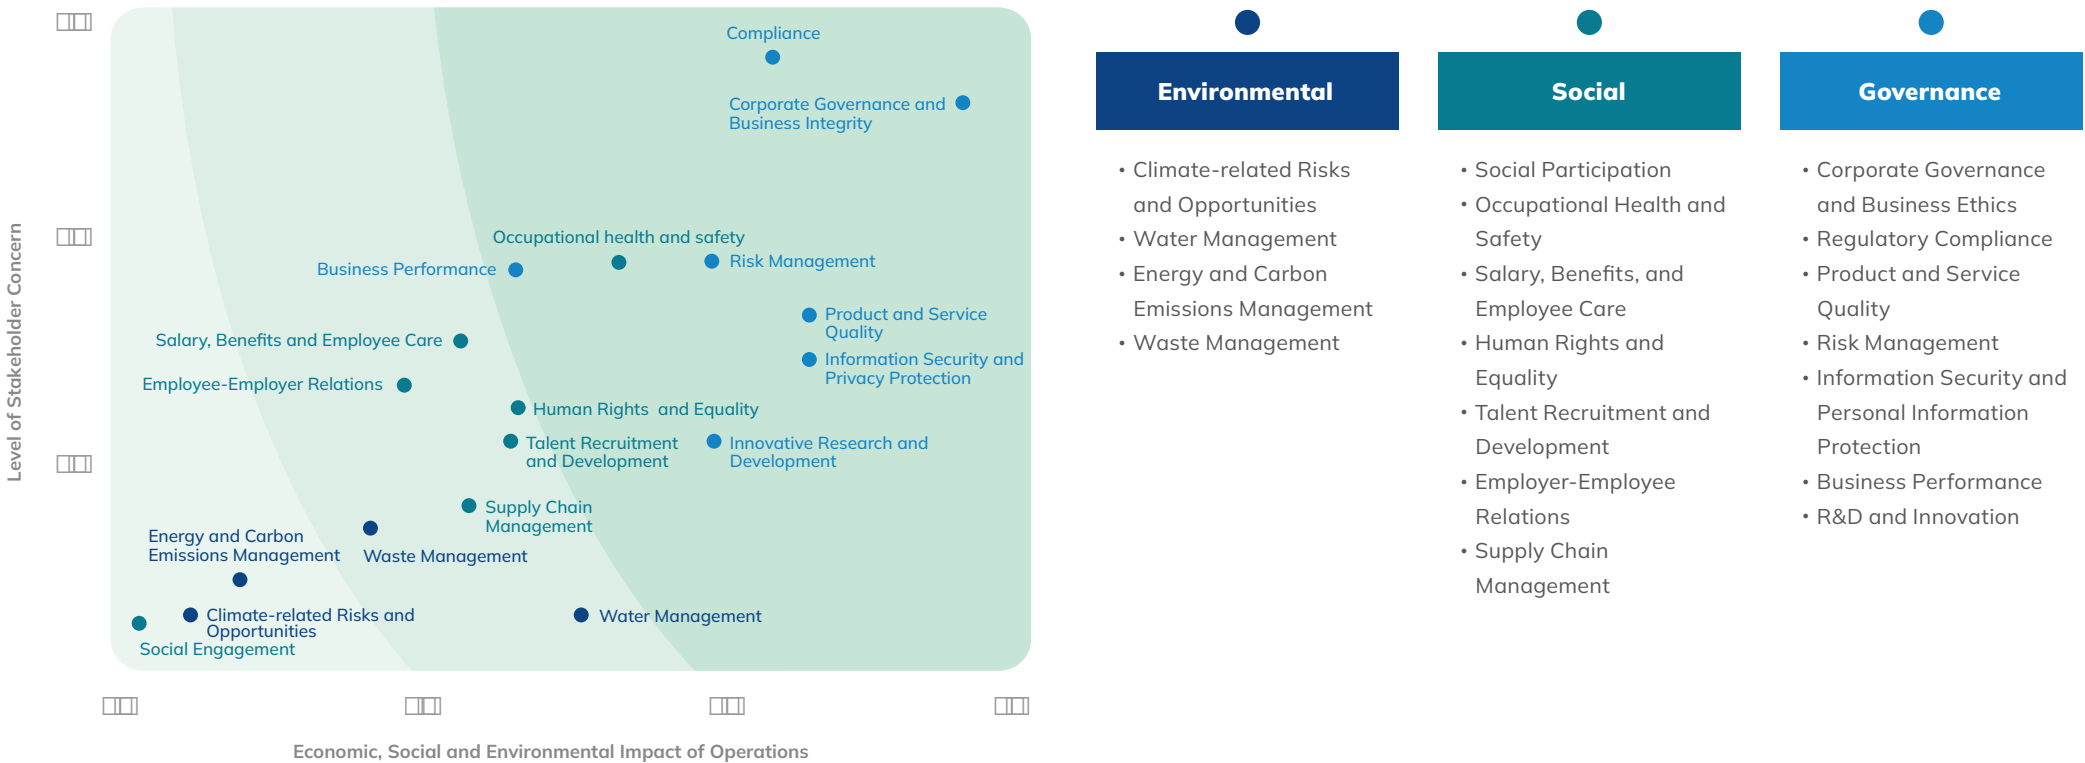 Compliance
Corporate Governance and
Business Integrity
Occupational health and safety
Business Performance
Risk Management
Product and Service
Quality
Salary, Benefits and Employee Care
Information Security and
Privacy Protection
Employee-Employer Relations
Human Rights  and Equality
Talent Recruitment
and Development
Innovative Research and
Development
Supply Chain
Management
Energy and Carbon
Emissions Management
Waste Management
Climate-related Risks and
Opportunities
Water Management
Social Engagement
Level of Stakeholder Concern
Economic, Social and Environmental Impact of Operations
Environmental
• Climate-related Risks
and Opportunities
• Water Management
• Energy and Carbon
Emissions Management
• Waste Management
Social
• Social Participation
• Occupational Health and
Safety
• Salary, Benefits, and
Employee Care
• Human Rights and
Equality
• Talent Recruitment and
Development
• Employer-Employee
Relations
• Supply Chain
Management
Governance
• Corporate Governance
and Business Ethics
• Regulatory Compliance
• Product and Service
Quality
• Risk Management
• Information Security and
Personal Information
Protection
• Business Performance
• R&D and Innovation